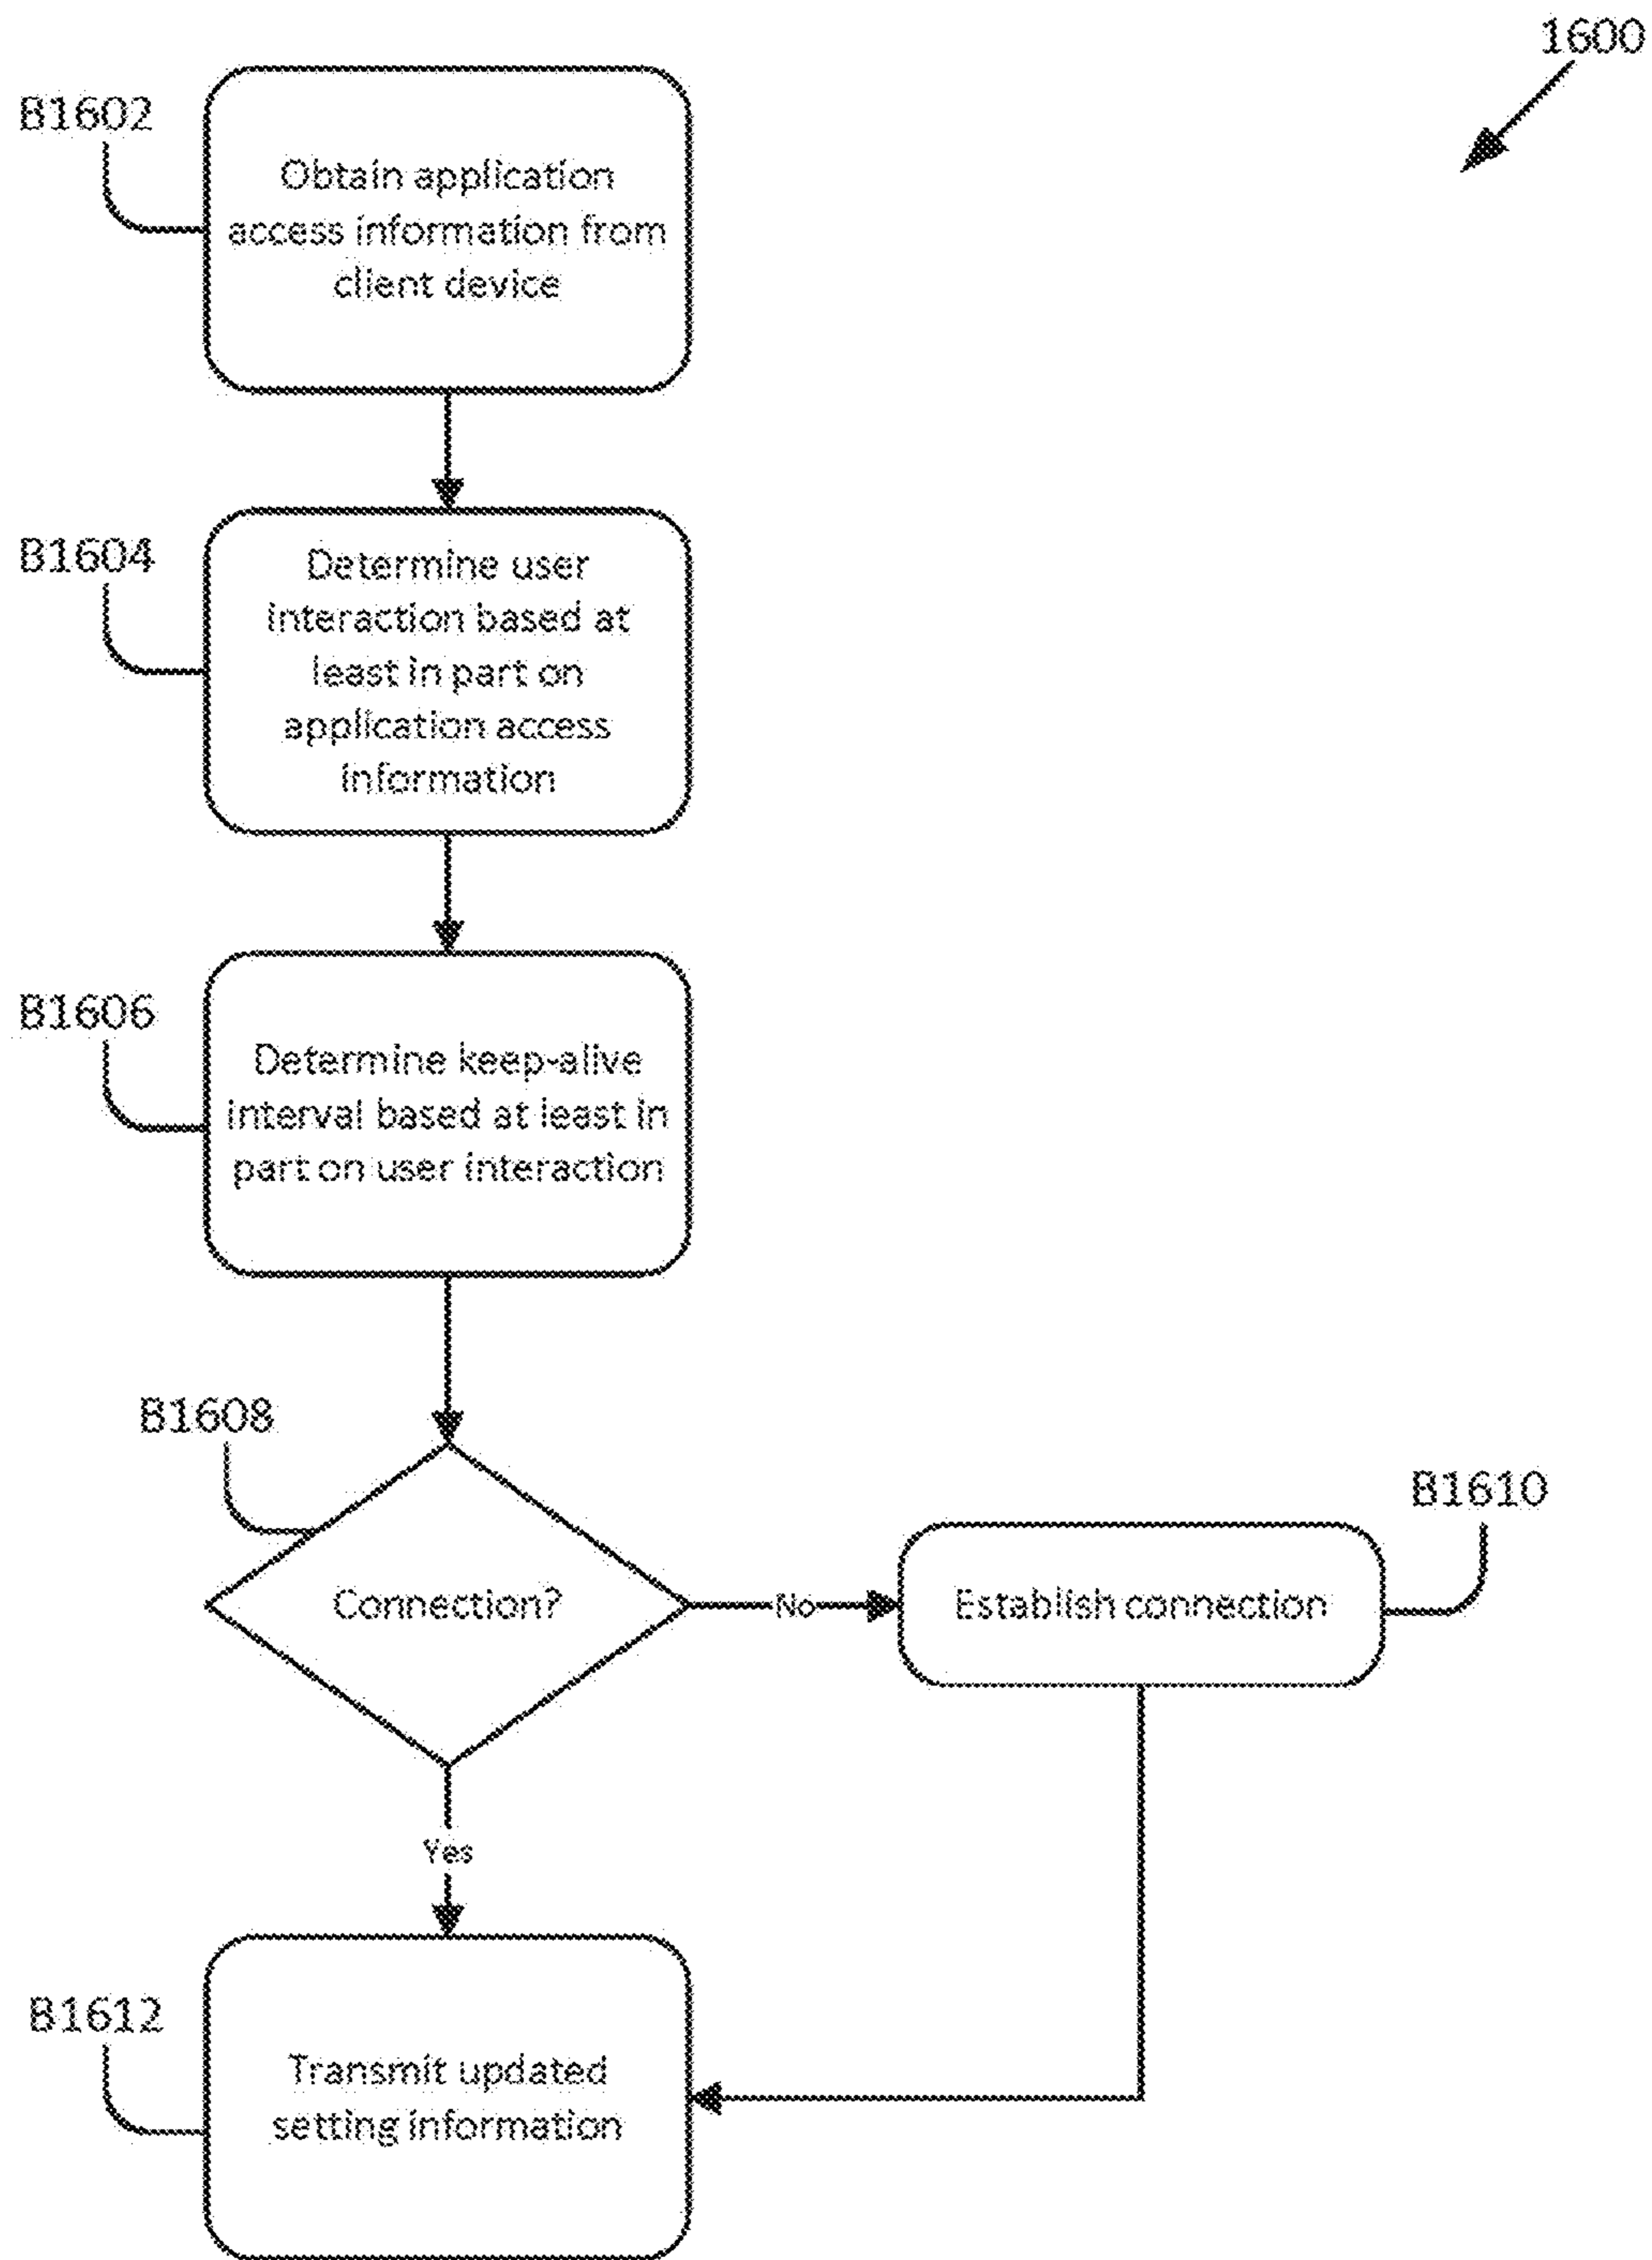 1600
B1602
Obtain application
access information from
client device
B1604
Determine user
interaction based at
least in part on
application access
information
B1606
Determine keep-alive
interval based at least in
part on user interaction
B1608
Connection?
No
B1610
Establish connection
Yes
B1612
Transmit updated
setting information